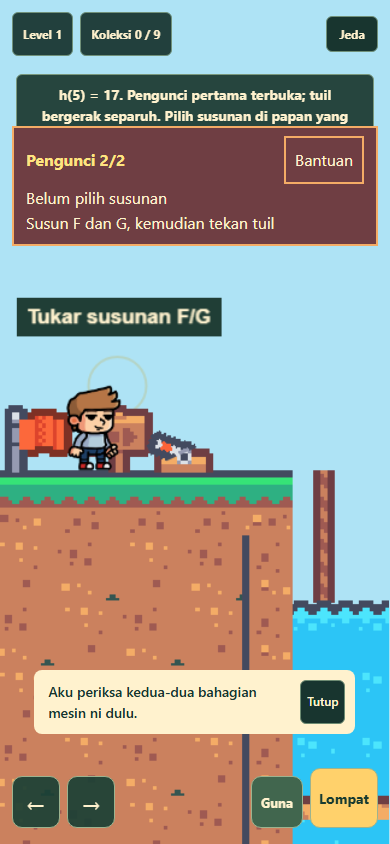 Level 1
Koleksi 0 / 9
Jeda
h(5) = 17. Pengunci pertama terbuka; tuil
bergerak separuh. Pilih susunan di papan yang
Pengunci 2/2
Bantuan
Belum pilih susunan
Susun F dan G, kemudian tekan tuil
Tukar susunan F/G
Aku periksa kedua-dua bahagian
mesin ni dulu.
Tutup
←
→
Guna
Lompat